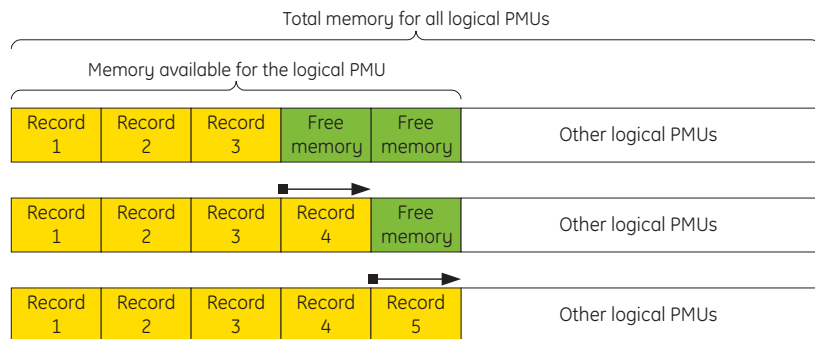 Total memory for all logical PMUs
Memory available for the logical PMU
Record Record Record Free Free
1 2 3 memory memory
Other logical PMUs
Record Record Record Record Free
1 2 3 4 memory
Other logical PMUs
Record Record Record Record Record
1 2 3 4 5
Other logical PMUs